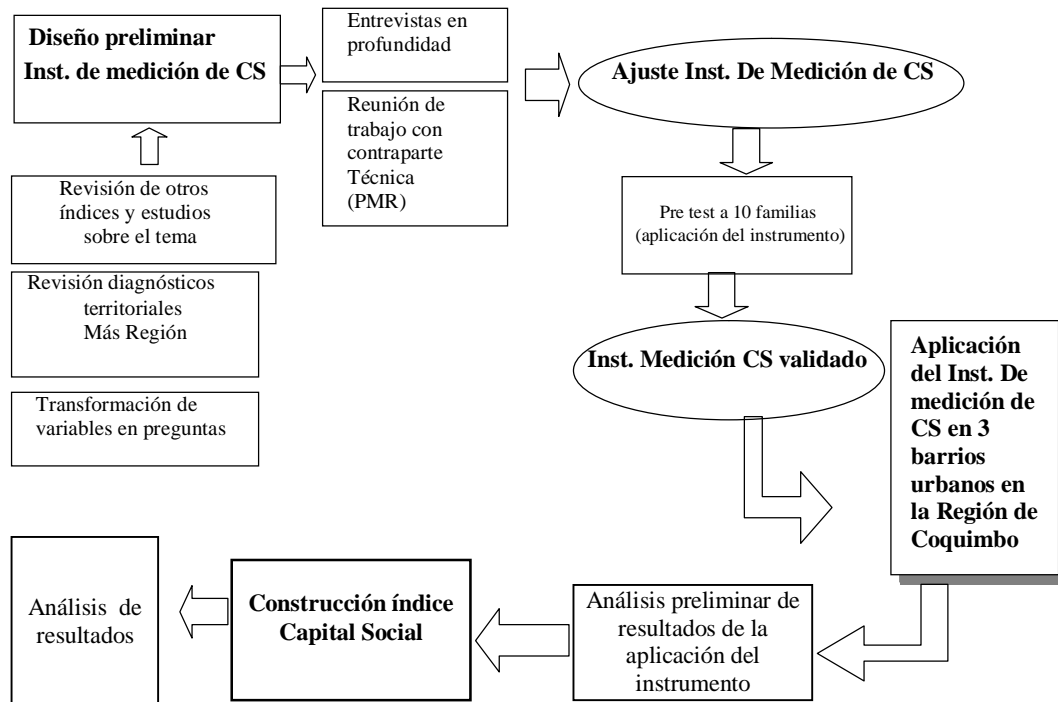 Diseño preliminar
Inst. de medición de CS
Entrevistas en
profundidad
Reunión de
trabajo con
contraparte
Técnica
(PMR)
Ajuste Inst. De Medición de CS
Revisión de otros
índices y estudios
sobre el tema
Revisión diagnósticos
territoriales
Más Región
Transformación de
variables en preguntas
Pre test a 10 familias
(aplicación del instrumento)
Inst. Medición CS validado
Aplicación
del Inst. De
medición de
CS en 3
barrios
urbanos en
la Región de
Coquimbo
Análisis preliminar de
resultados de la
aplicación del
instrumento
Construcción índice
Capital Social
Análisis de
resultados